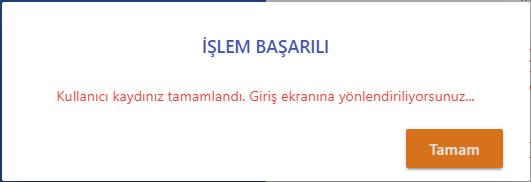 İŞLEM BAŞARILI
Kullanıcı kaydınız tamamlandı. Giriş ekranına yönlendiriliyorsunuz...
Tamam